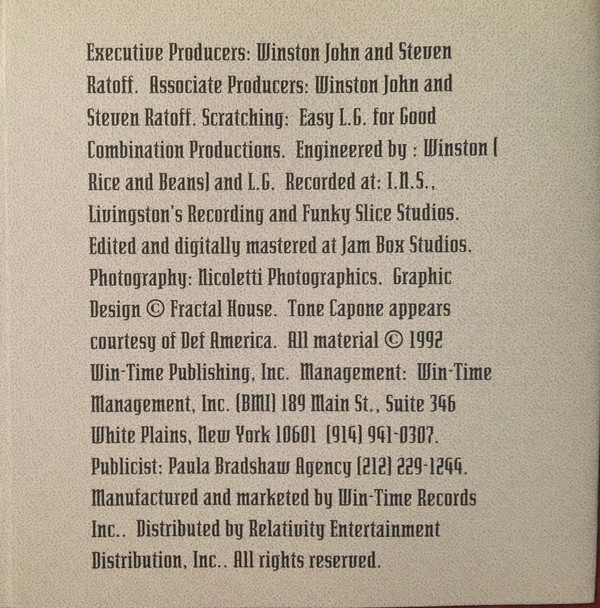 Executive Producers: Winston John and Steven
Ratoff. Associate Producers: Winston John and
Steven Ratoff. Scratching: Easy L.G. for Good
Combination Productions. Engineered by : Winston (
Rice and Beans) and L.G. Recorded at: I.N.S.,
Livingston's Recording and Funky Slice Studios.
Edited and digitally mastered at Jam Box Studios.
Photography: Nicoletti Photographics. Graphic
Design © Fractal House. Tone Capone appears
courtesy of Def America. All material © 1992
Win-Time Publishing, Inc. Management: Win-Time
Management, Inc. (BMI) 189 Main St., Suite 346
White Plains, New York 10601 (914) 941-0307.
Publicist: Paula Bradshaw Agency (212) 229-1244.
Manufactured and marketed by Win-Time Records
Inc.. Distributed by Relativity Entertainment
Distribution, Inc.. All rights reserved.